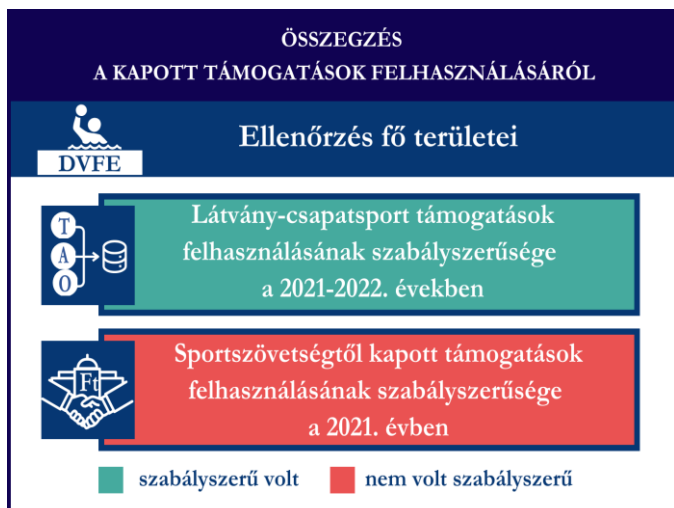 ÖSSZEGZÉS
A KAPOTT TÁMOGATÁSOK FELHASZNÁLÁSÁRÓL
DVFE
Ellenőrzés fő területei
T
A
O
Látvány-csapatsport támogatások
felhasználásának szabályszerűsége
a 2021-2022. években
Ft
Sportszövetségtől kapott támogatások
felhasználásának szabályszerűsége
a 2021. évben
szabályszerű volt
nem volt szabályszerű